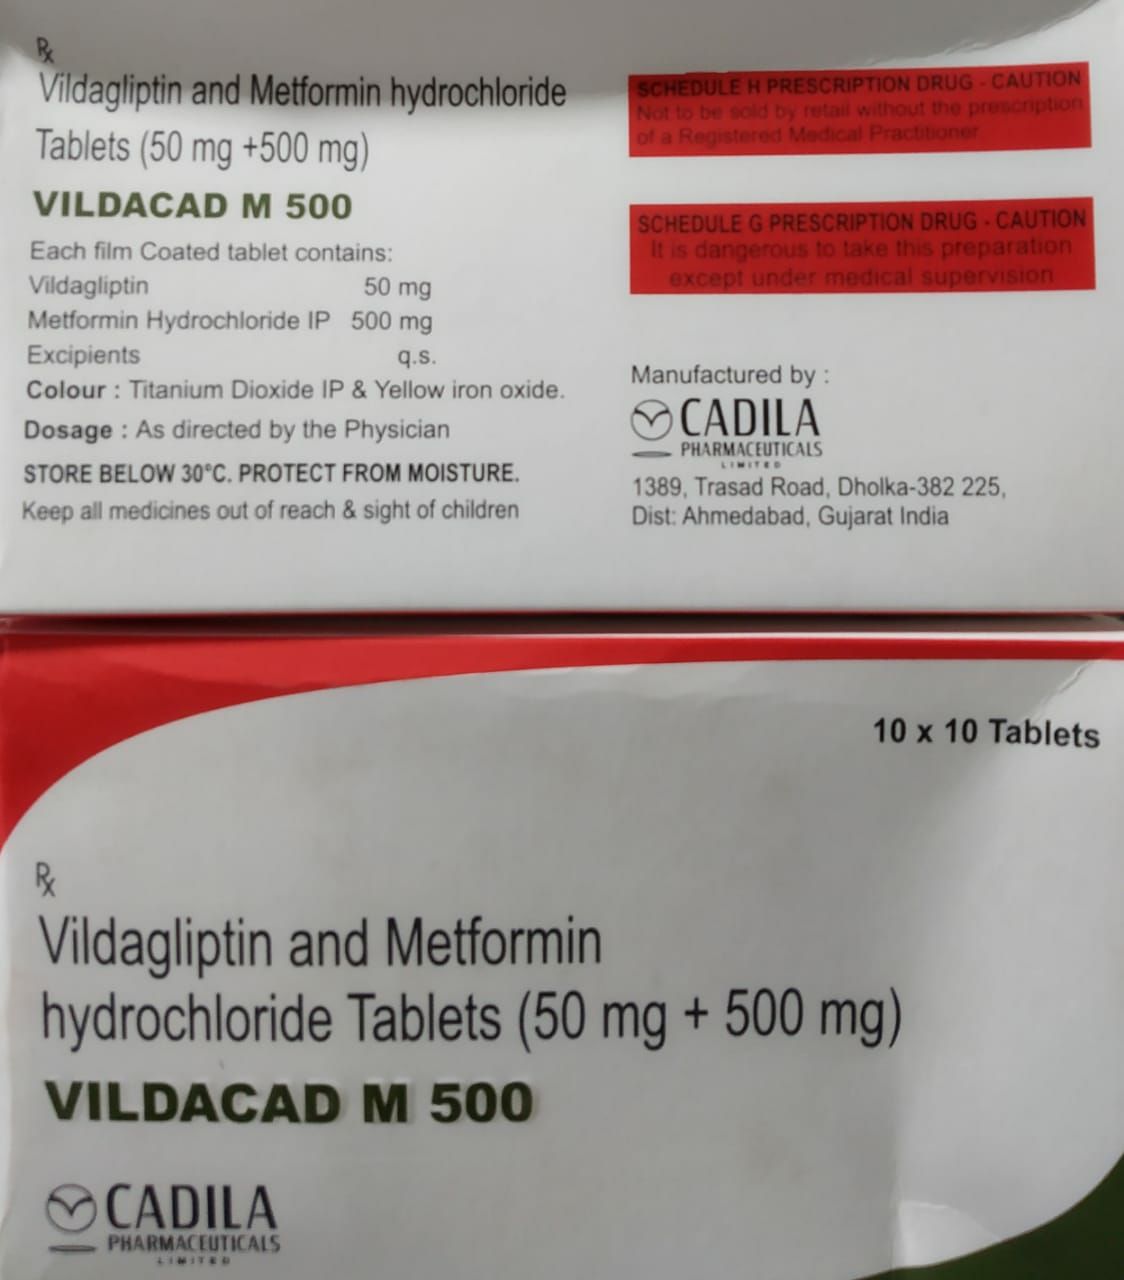 Rx
Vildagliptin and Metformin hydrochloride
Tablets (50 mg +500 mg)
VILDACAD M 500
Each film Coated tablet contains:
Vildagliptin 50 mg
Metformin Hydrochloride IP 500 mg
Excipients q.s.
Colour : Titanium Dioxide IP & Yellow iron oxide.
Dosage : As directed by the Physician
STORE BELOW 30°C. PROTECT FROM MOISTURE.
Keep all medicines out of reach & sight of children
SCHEDULE H PRESCRIPTION DRUG - CAUTION
Not to be sold by retail without the prescription
of a Registered Medical Practitioner
SCHEDULE G PRESCRIPTION DRUG - CAUTION
It is dangerous to take this preparation
except under medical supervision
Manufactured by :
CADILA
PHARMACEUTICALS
LIMITED
1389, Trasad Road, Dholka-382 225,
Dist: Ahmedabad, Gujarat India
10 x 10 Tablets
Rx
Vildagliptin and Metformin
hydrochloride Tablets (50 mg + 500 mg)
VILDACAD M 500
CADILA
PHARMACEUTICALS
LIMITED